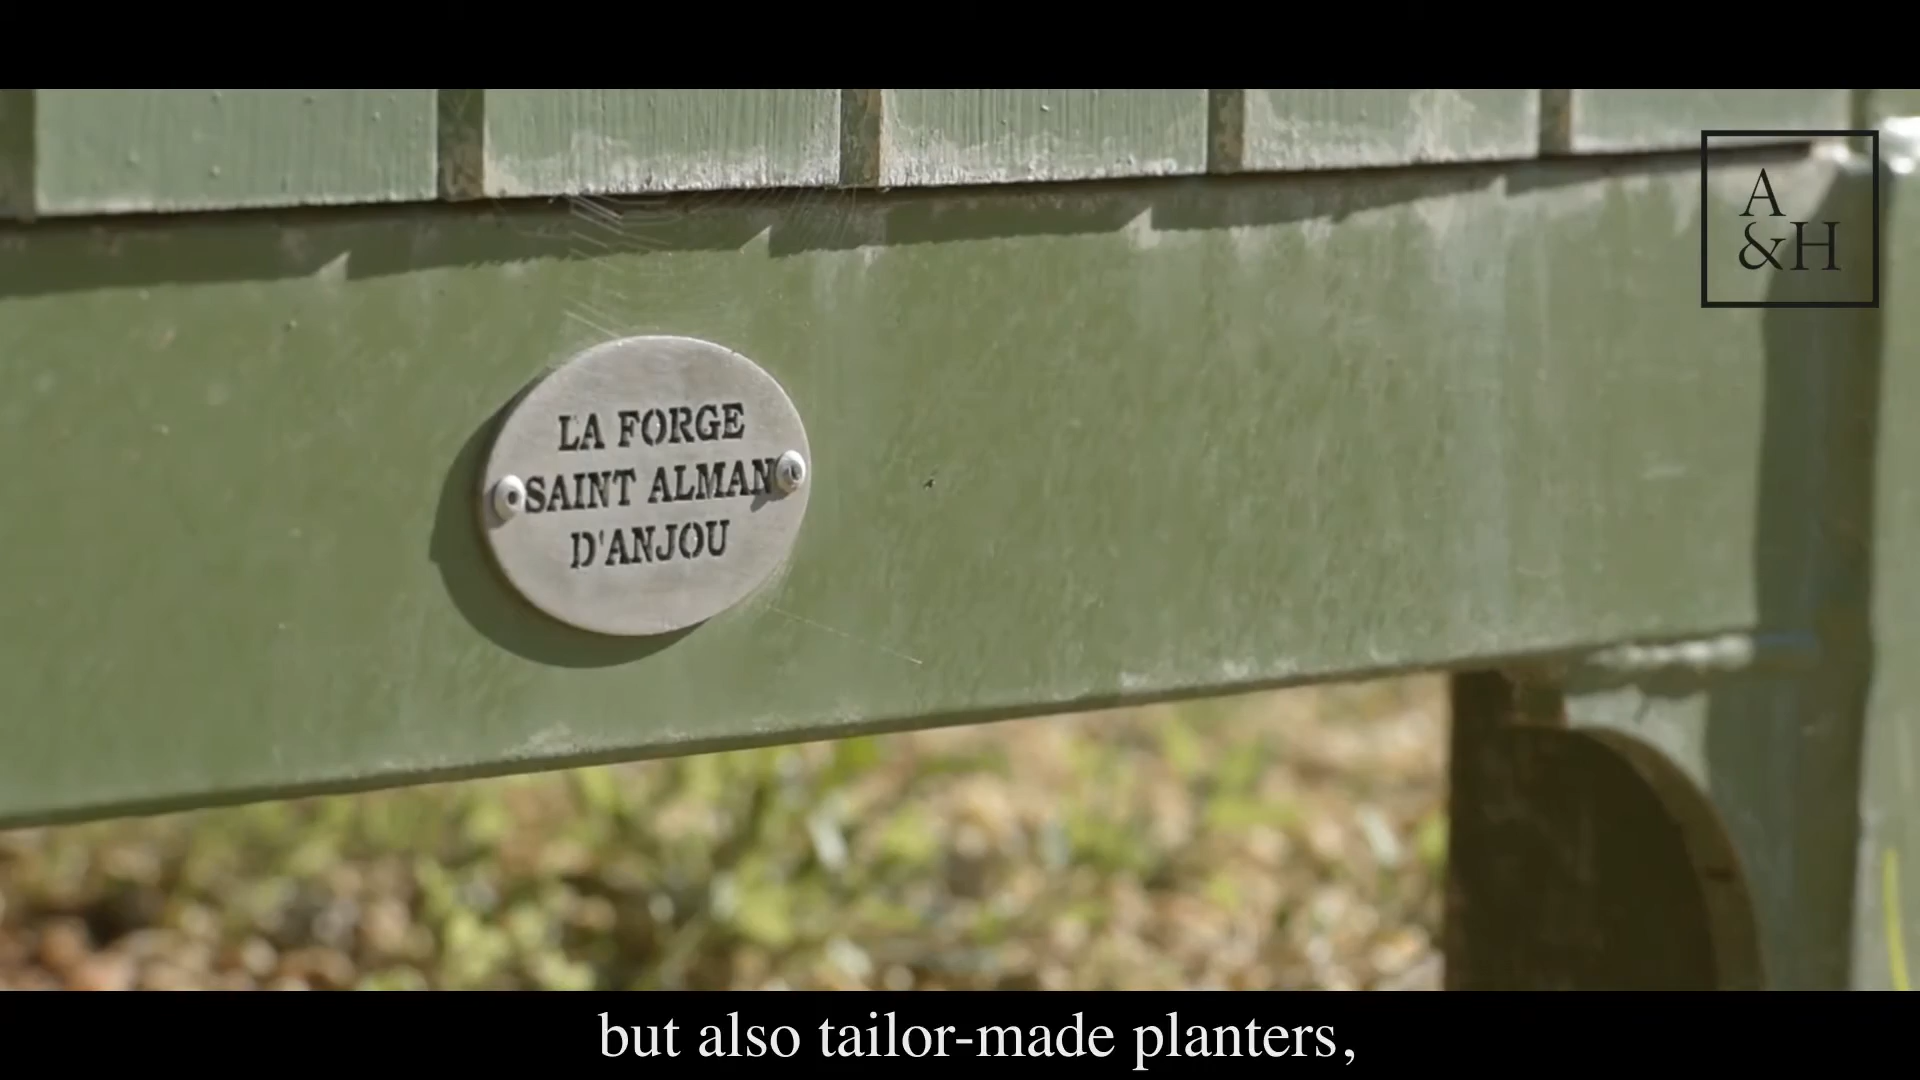 A
&H
LA FORGE
SAINT ALMAN
D'ANJOU
but also tailor-made planters,